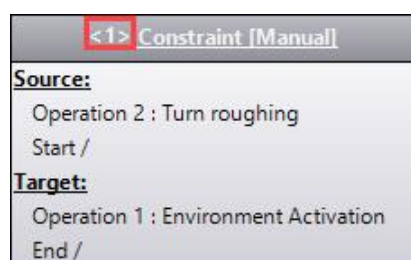 <1> Constraint [Manual]
Source:
Operation 2 : Turn roughing
Start /
Target:
Operation 1 : Environment Activation
End /